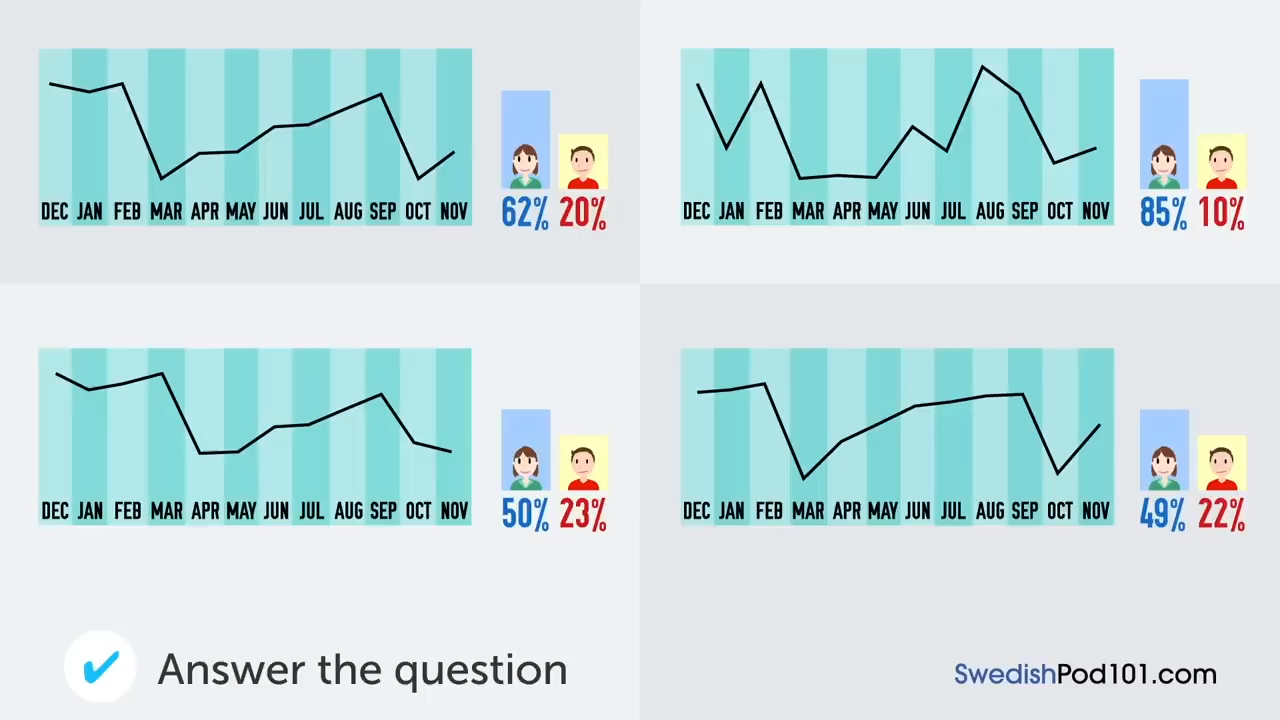 DEC JAN FEB MAR APR MAY JUN JUL AUG SEP OCT NOV
62% 20%
DEC JAN FEB MAR APR MAY JUN JUL AUG SEP OCT NOV
85% 10%
DEC JAN FEB MAR APR MAY JUN JUL AUG SEP OCT NOV
50% 23%
DEC JAN FEB MAR APR MAY JUN JUL AUG SEP OCT NOV
49% 22%
✔ Answer the question
SwedishPod101.com